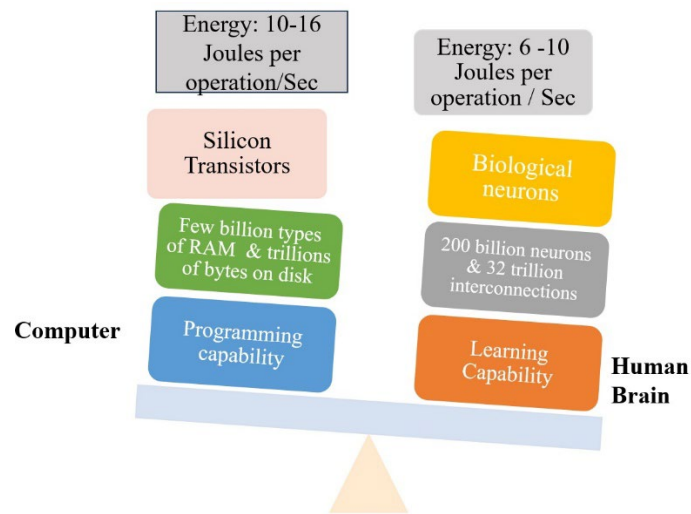 Energy: 10-16
Joules per
operation/Sec
Silicon
Transistors
Few billion types
of RAM & trillions
of bytes on disk
Programming
capability
Computer
Energy: 6 -10
Joules per
operation / Sec
Biological
neurons
200 billion neurons
& 32 trillion
interconnections
Learning
Capability
Human
Brain